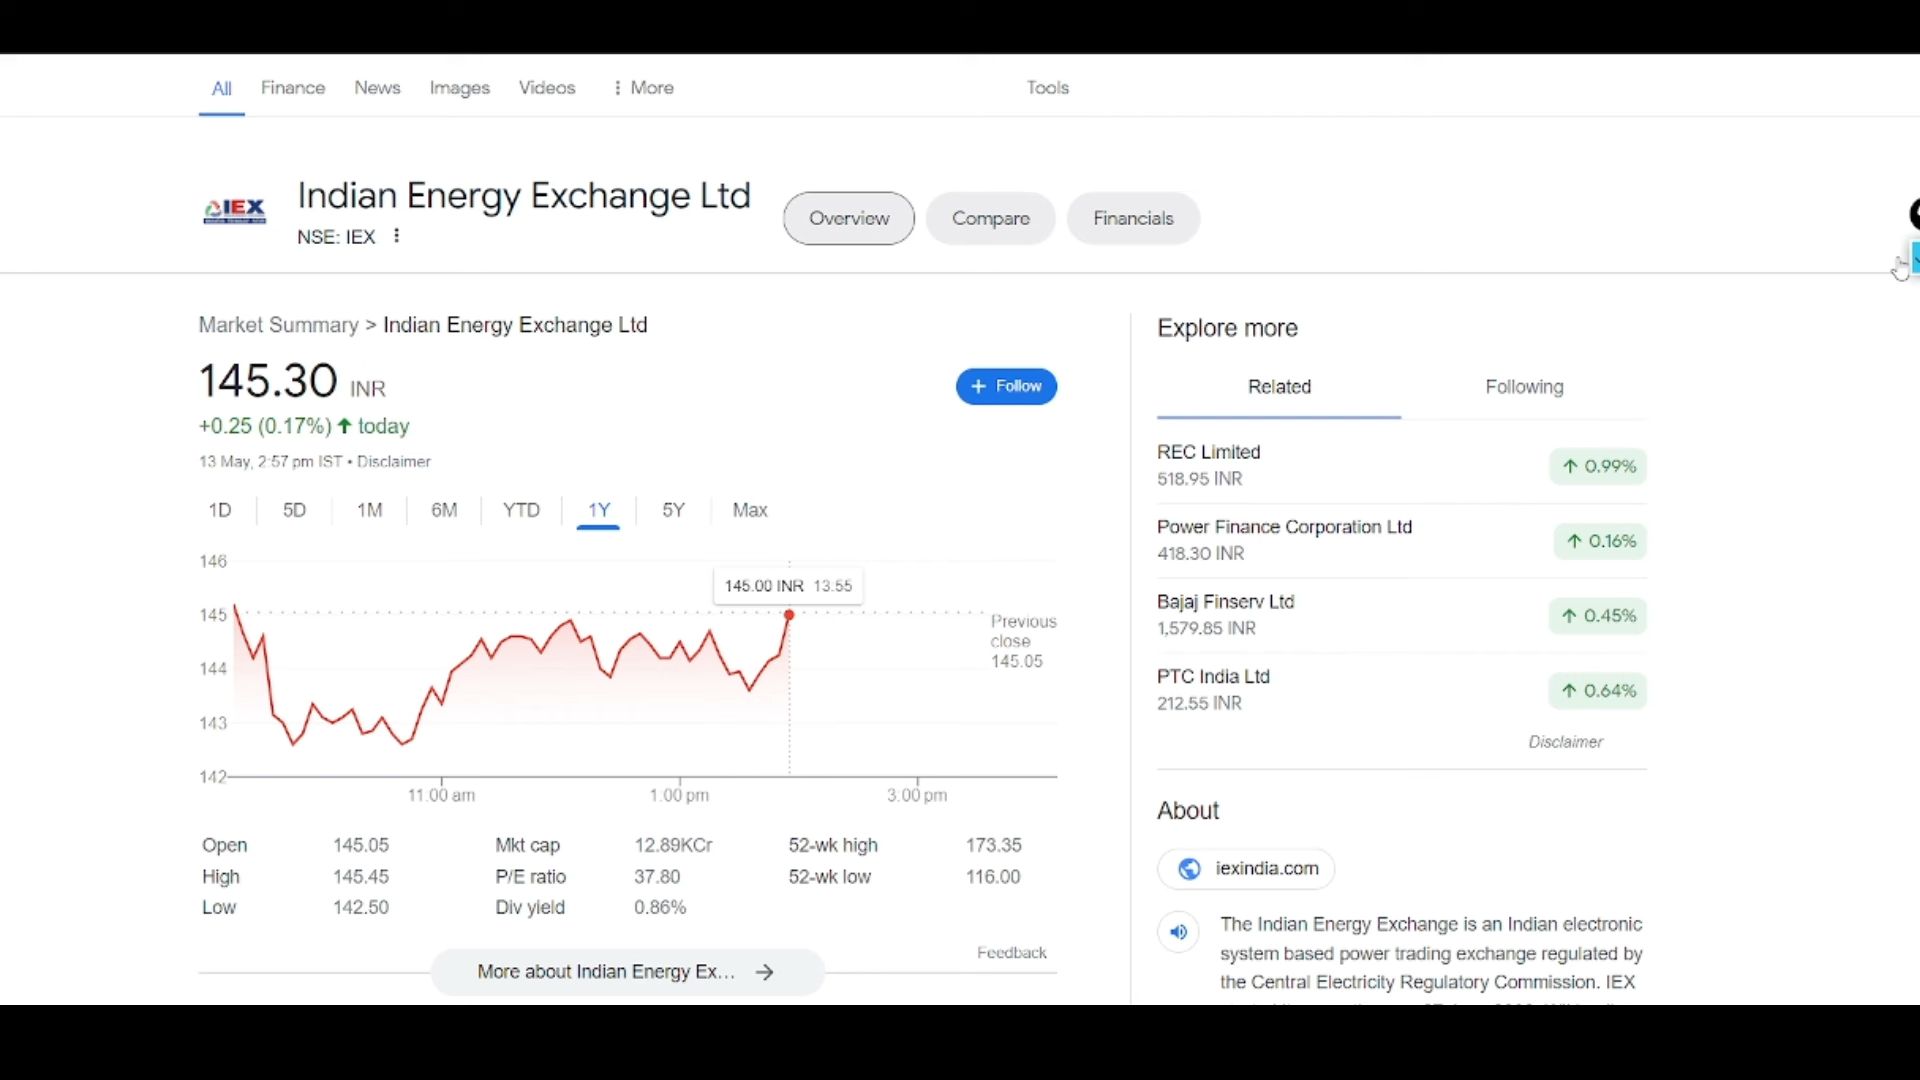 All Finance News Images Videos More Tools
IEX
Indian Energy Exchange Ltd
NSE: IEX
Overview Compare Financials
Market Summary > Indian Energy Exchange Ltd
145.30 INR
+ Follow
+0.25 (0.17%) ↑ today
13 May, 2:57 pm IST • Disclaimer
1D 5D 1M 6M YTD 1Y 5Y Max
146
145
144
143
142
145.00 INR 13.55
Previous
close
145.05
11:00 am 1:00 pm 3:00 pm
Open 145.05 Mkt cap 12.89KCr 52-wk high 173.35
High 145.45 P/E ratio 37.80 52-wk low 116.00
Low 142.50 Div yield 0.86%
Feedback
More about Indian Energy Ex... →
Explore more
Related Following
REC Limited
518.95 INR
↑ 0.99%
Power Finance Corporation Ltd
418.30 INR
↑ 0.16%
Bajaj Finserv Ltd
1,579.85 INR
↑ 0.45%
PTC India Ltd
212.55 INR
↑ 0.64%
Disclaimer
About
iexindia.com
The Indian Energy Exchange is an Indian electronic
system based power trading exchange regulated by
the Central Electricity Regulatory Commission. IEX